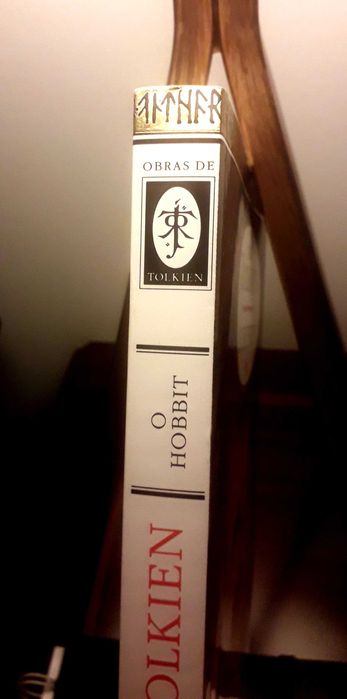 OBRAS DE
TOLKIEN
O
HOBBIT
OLKIEN